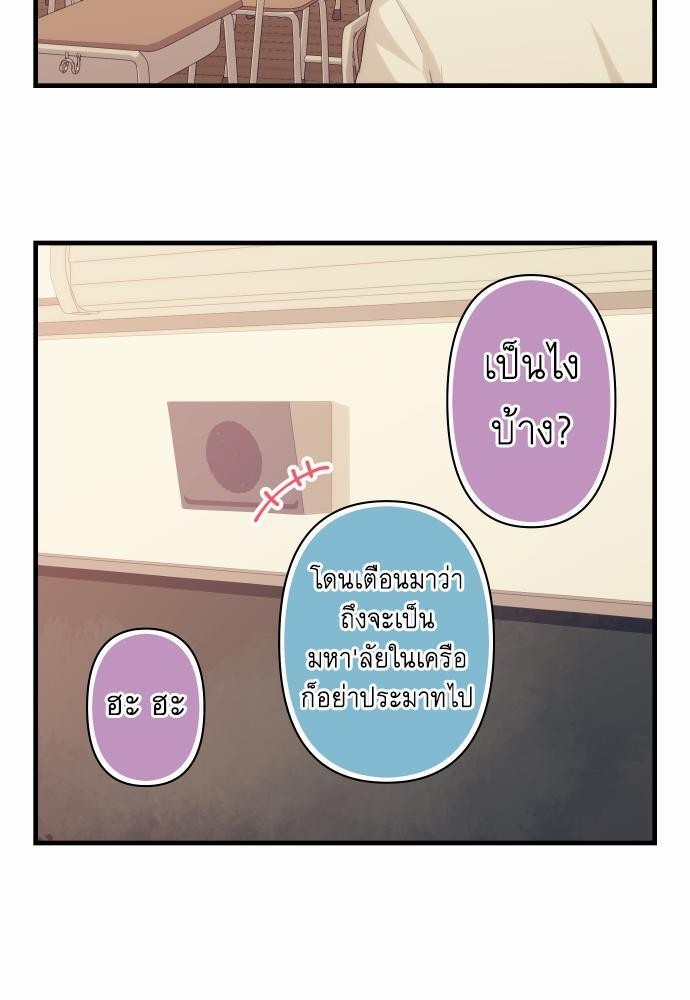 เป็นไง
บ้าง?
โดนเตือนมาว่า
ถึงจะเป็น
มหา'ลัยในเครือ
ก็อย่าประมาทไป
ฮะ ฮะ